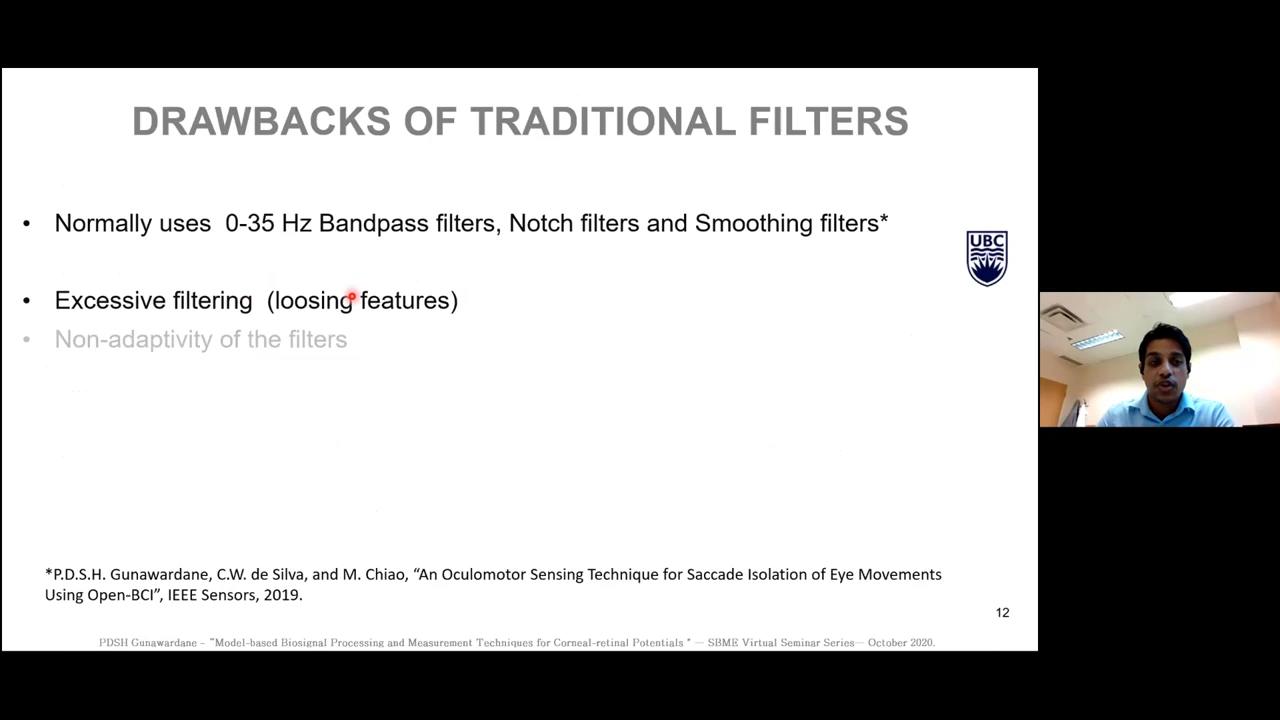 DRAWBACKS OF TRADITIONAL FILTERS
• Normally uses  0-35 Hz Bandpass filters, Notch filters and Smoothing filters*
UBC
• Excessive filtering  (loosing features)
• Non-adaptivity of the filters
*P.D.S.H. Gunawardane, C.W. de Silva, and M. Chiao, “An Oculomotor Sensing Technique for Saccade Isolation of Eye Movements
Using Open-BCI”, IEEE Sensors, 2019.
12
PDSH Gunawardane - "Model-based Biosignal Processing and Measurement Techniques for Corneal-retinal Potentials " — SBME Virtual Seminar Series— October 2020.